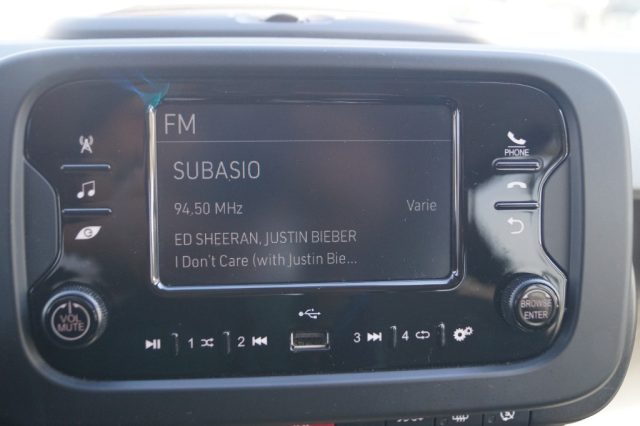 FM
SUBASIO
94,50 MHz Varie
ED SHEERAN, JUSTIN BIEBER
I Don't Care (with Justin Bie...
PHONE
VOL
MUTE
BROWSE
ENTER
1 2 3 4